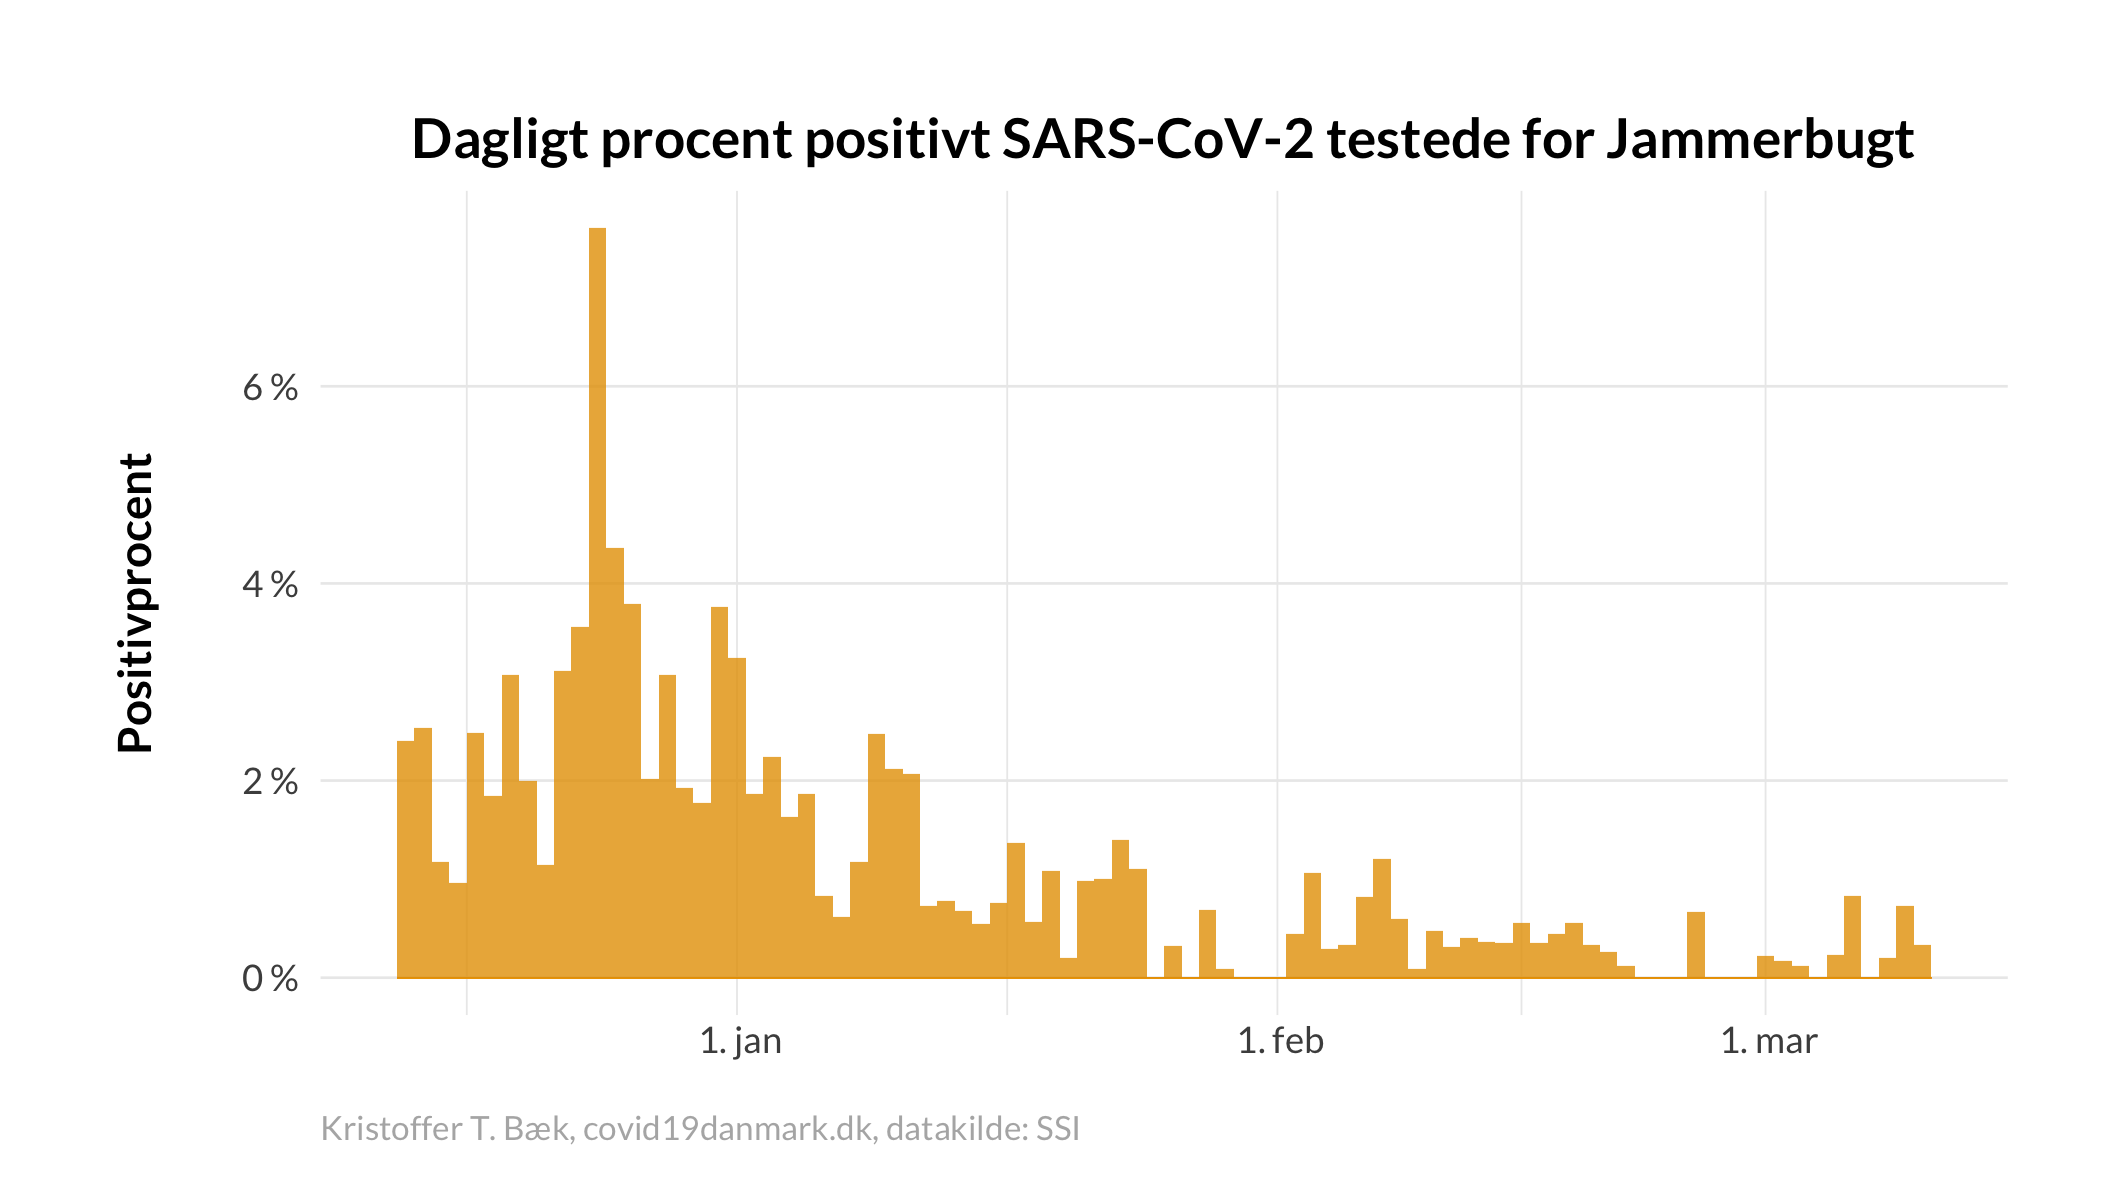 Dagligt procent positivt SARS-CoV-2 testede for Jammerbugt
Positivprocent
6 %
4 %
2 %
0 %
1. jan
1. feb
1. mar
Kristoffer T. Bæk, covid19danmark.dk, datakilde: SSI